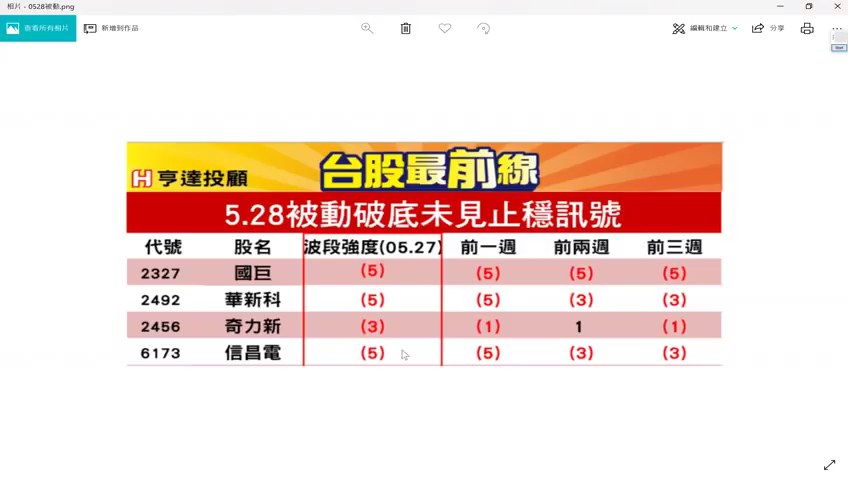 相片 - 0528被動.png
查看所有相片 新增到作品 編輯和建立 分享
H 亨達投顧 台股最前線
5.28被動破底未見止穩訊號
代號 股名 波段強度(05.27) 前一週 前兩週 前三週
2327 國巨 (5) (5) (5) (5)
2492 華新科 (5) (5) (3) (3)
2456 奇力新 (3) (1) 1 (1)
6173 信昌電 (5) (5) (3) (3)